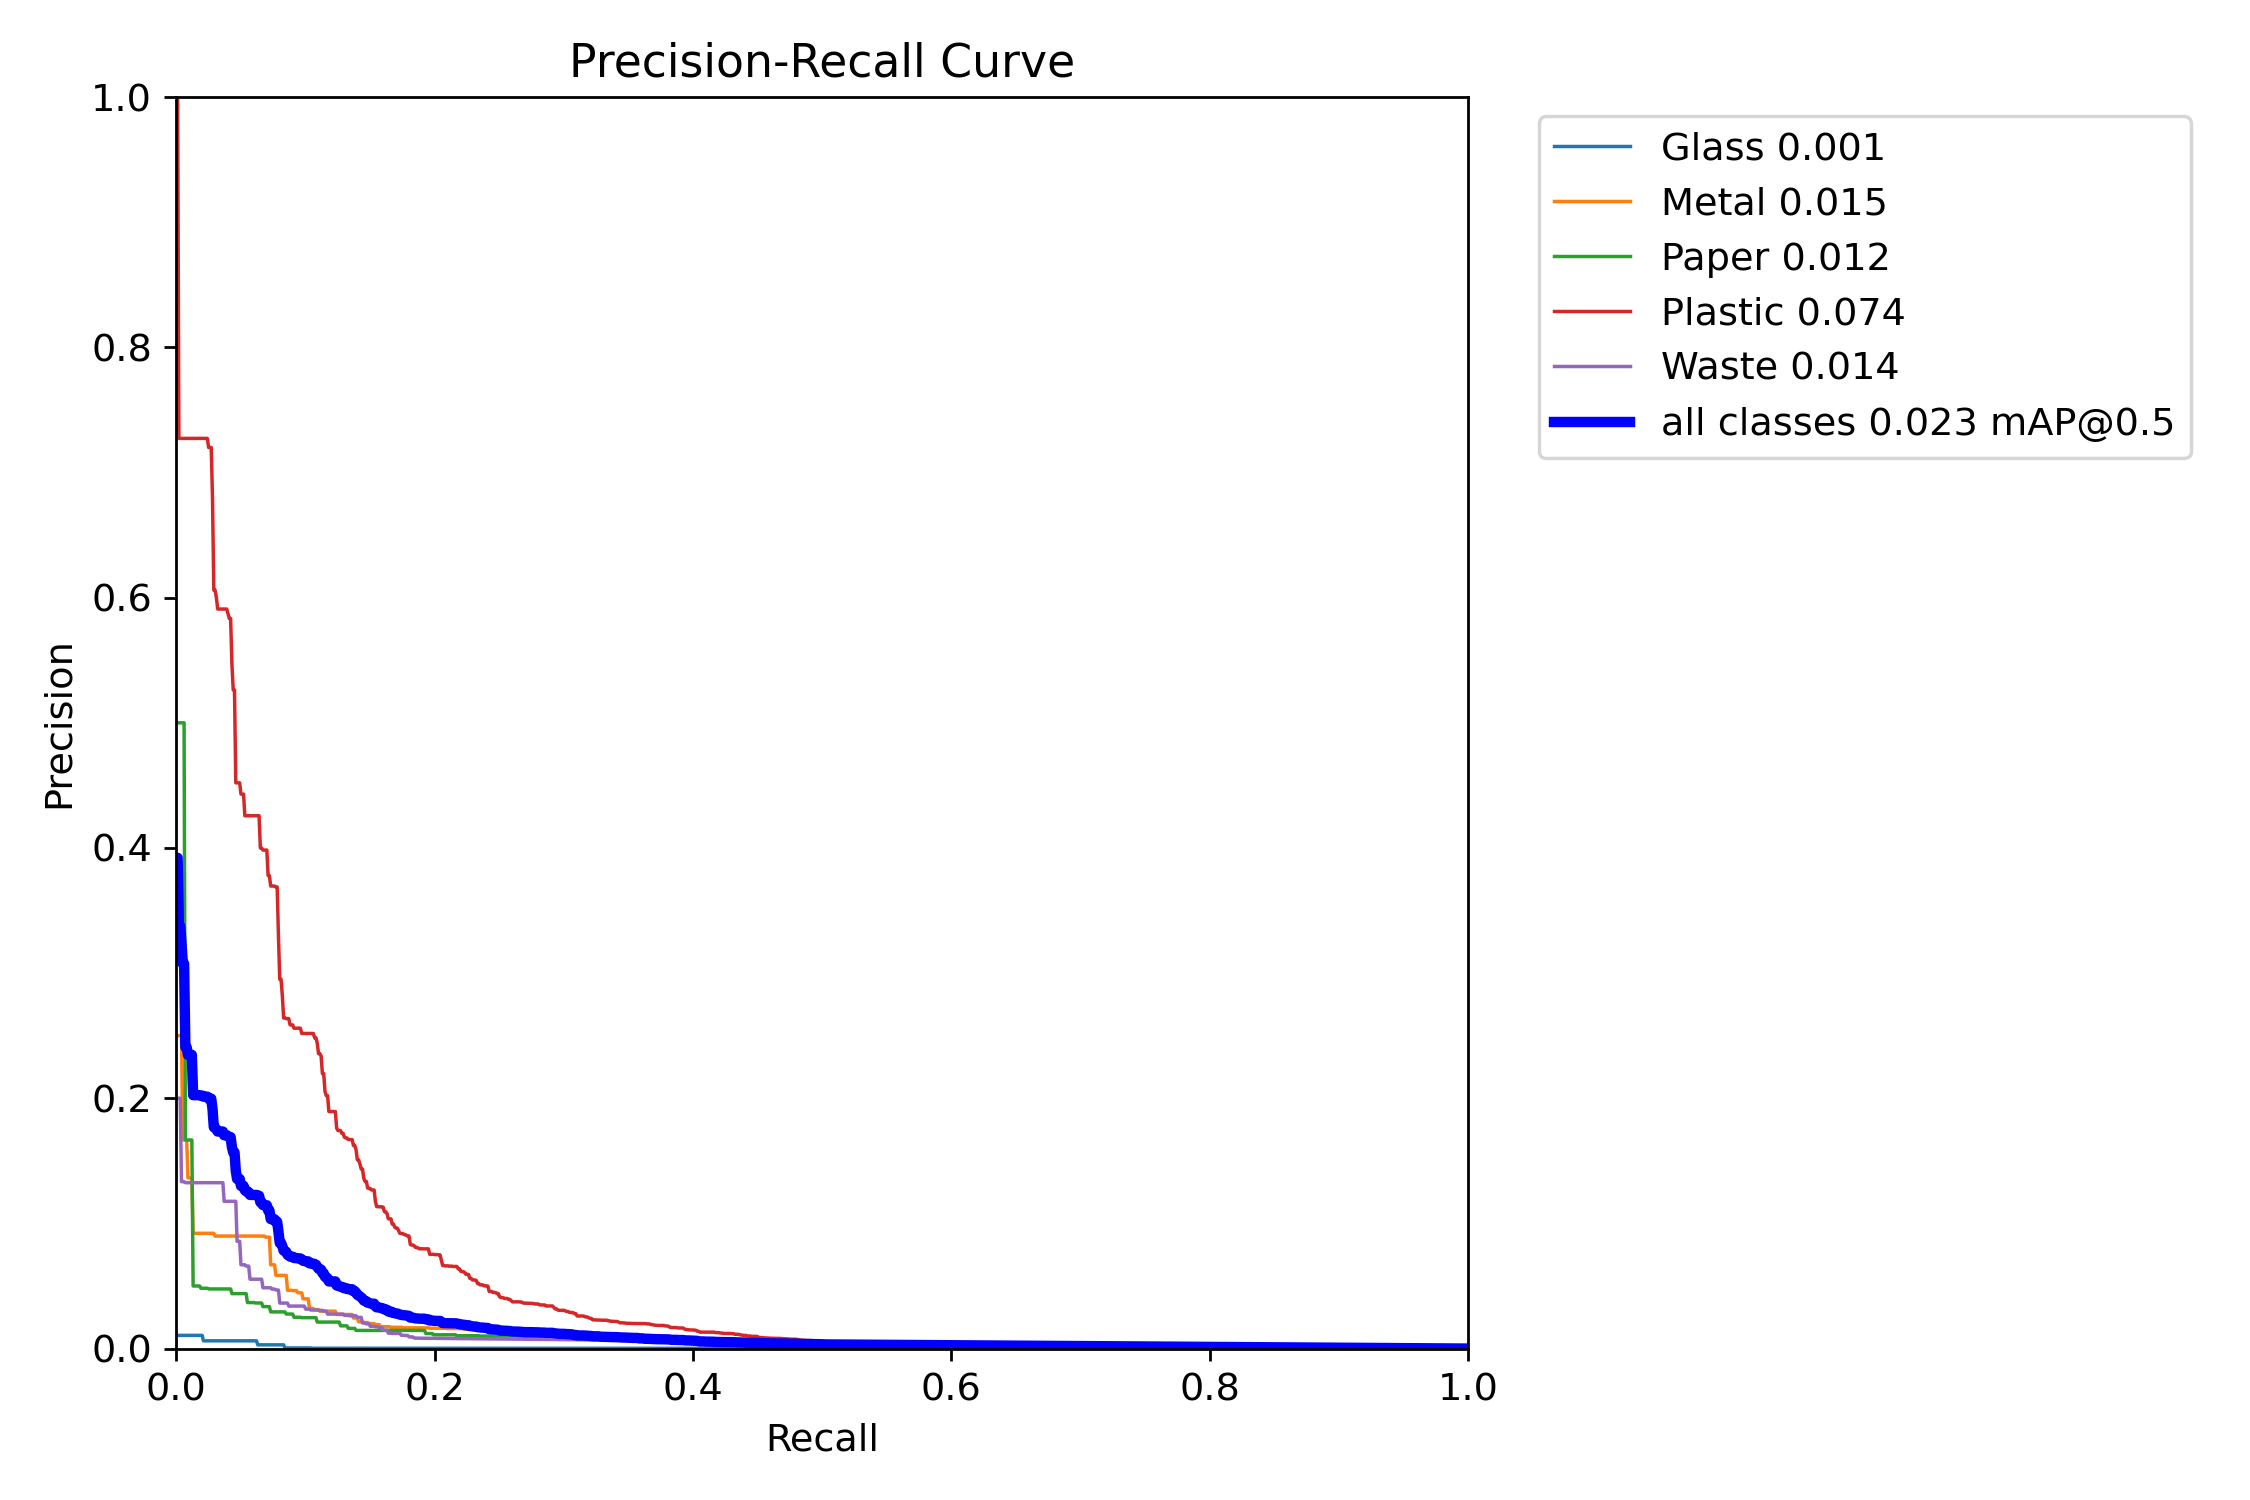 Precision-Recall Curve
1.0
0.8
0.6
0.4
0.2
0.0
Precision
0.0 0.2 0.4 0.6 0.8 1.0
Recall
Glass 0.001
Metal 0.015
Paper 0.012
Plastic 0.074
Waste 0.014
all classes 0.023 mAP@0.5